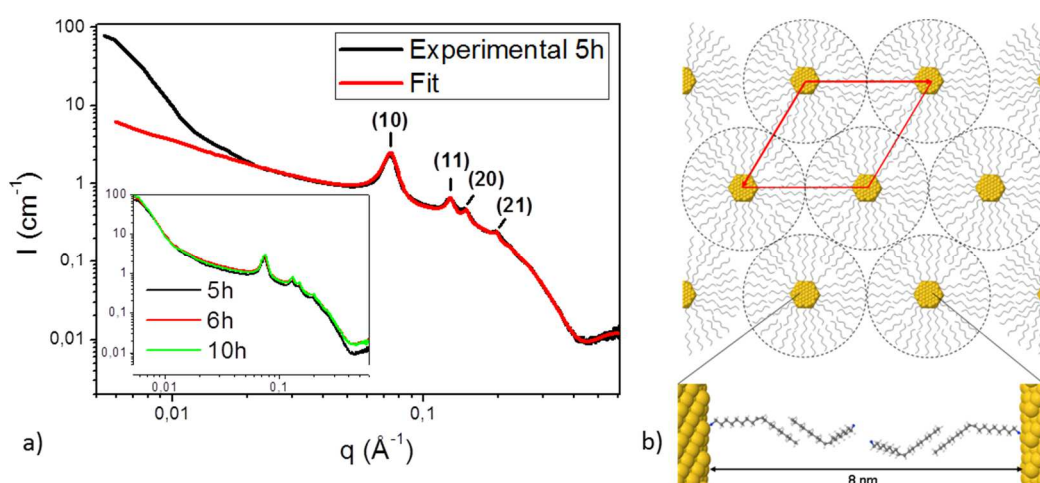 100
10
1
0,1
0,01
I (cm⁻¹)
Experimental 5h
Fit
(10)
(11)
(20)
(21)
100
10
1
0,1
0,01
5h
6h
10h
0,01
0,1
0,01
0,1
q (Å⁻¹)
a)
b)
8 nm